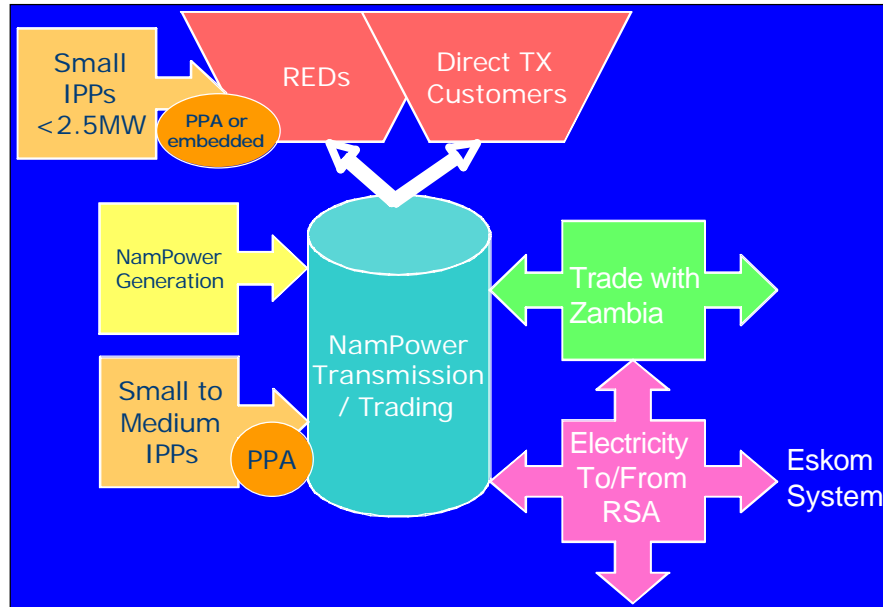 Small
IPPs
<2.5MW
PPA or
embedded
REDs
Direct TX
Customers
NamPower
Generation
NamPower
Transmission
/ Trading
Trade with
Zambia
Small to
Medium
IPPs
PPA
Electricity
To/From
RSA
Eskom
System